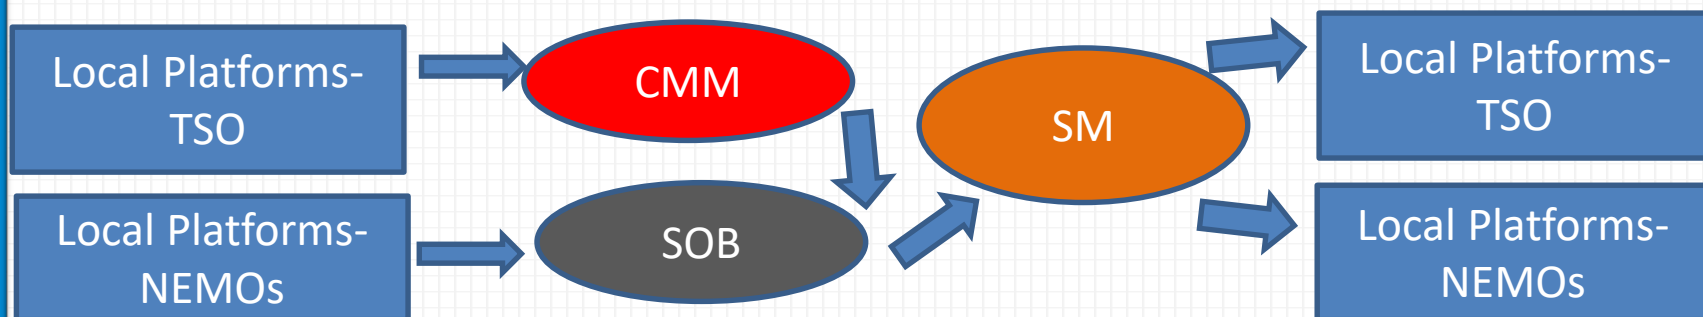 Local Platforms-
TSO
CMM
SM
Local Platforms-
TSO
Local Platforms-
NEMOs
SOB
Local Platforms-
NEMOs